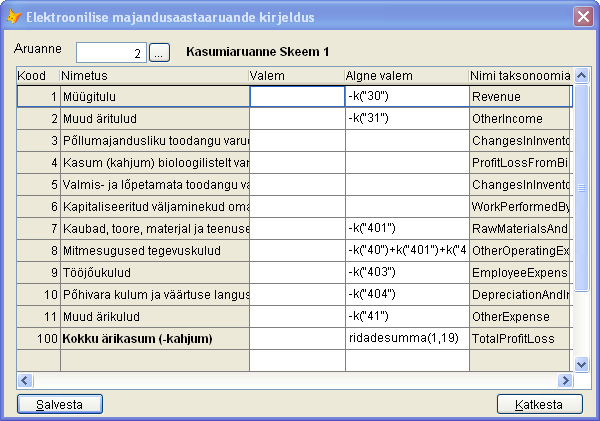 Elektroonilise majandusaastaaruande kirjeldus
Aruanne 2 ... Kasumiaruanne Skeem 1
Kood Nimetus Valem Algne valem Nimi taksonoomia
1 Müügitulu -k("30") Revenue
2 Muud äritulud -k("31") OtherIncome
3 Põllumajandusliku toodangu varu ChangesInInvento
4 Kasum (kahjum) bioloogilistelt var ProfitLossFromBi
5 Valmis- ja lõpetamata toodangu va ChangesInInvento
6 Kapitaliseeritud väljaminekud oma WorkPerformedBy
7 Kaubad, toore, materjal ja teenuse -k("401") RawMaterialsAnd
8 Mitmesugused tegevuskulud -k("40")+k("401")+k("4 OtherOperatingEx
9 Tööjõukulud -k("403") EmployeeExpens
10 Põhivara kulum ja väärtuse langus -k("404") DepreciationAndIr
11 Muud ärikulud -k("41") OtherExpense
100 Kokku ärikasum (-kahjum) ridadesumma(1,19) TotalProfitLoss
Salvesta Katkesta